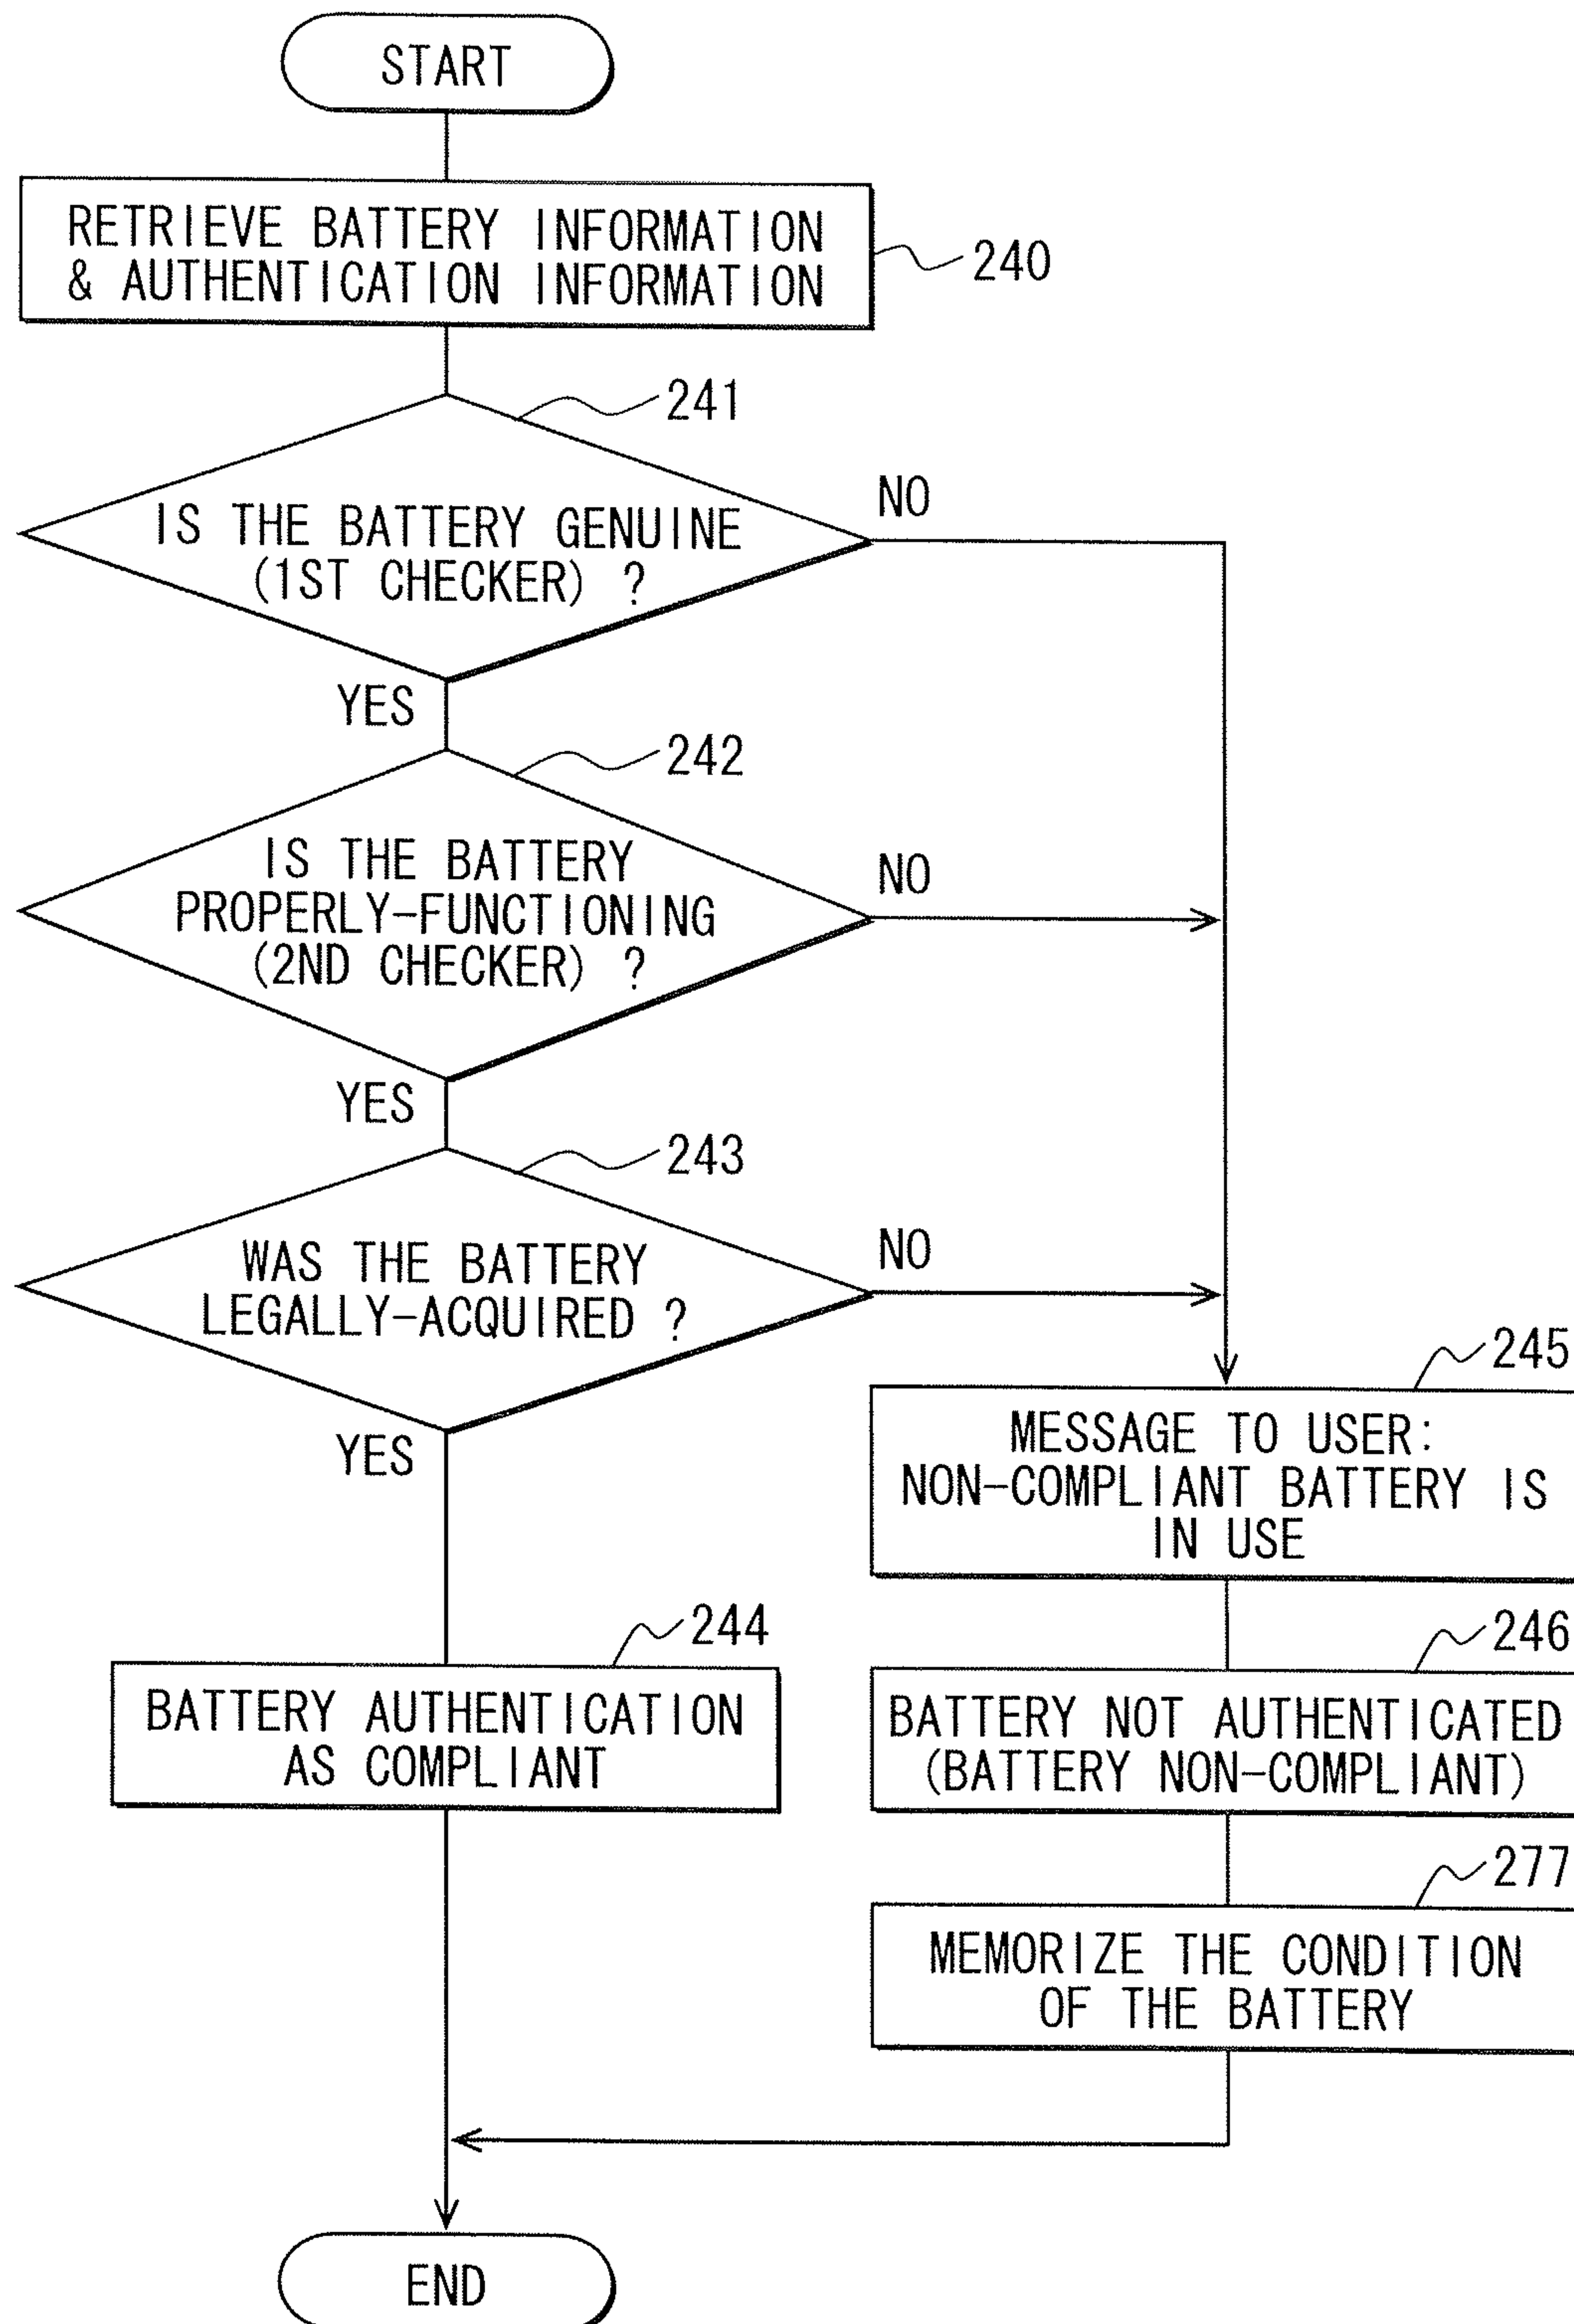 START
RETRIEVE BATTERY INFORMATION
& AUTHENTICATION INFORMATION
240
241
IS THE BATTERY GENUINE
(1ST CHECKER) ?
NO
YES
242
IS THE BATTERY
PROPERLY-FUNCTIONING
(2ND CHECKER) ?
NO
YES
243
WAS THE BATTERY
LEGALLY-ACQUIRED ?
NO
YES
245
MESSAGE TO USER:
NON-COMPLIANT BATTERY IS
IN USE
244
BATTERY AUTHENTICATION
AS COMPLIANT
246
BATTERY NOT AUTHENTICATED
(BATTERY NON-COMPLIANT)
277
MEMORIZE THE CONDITION
OF THE BATTERY
END